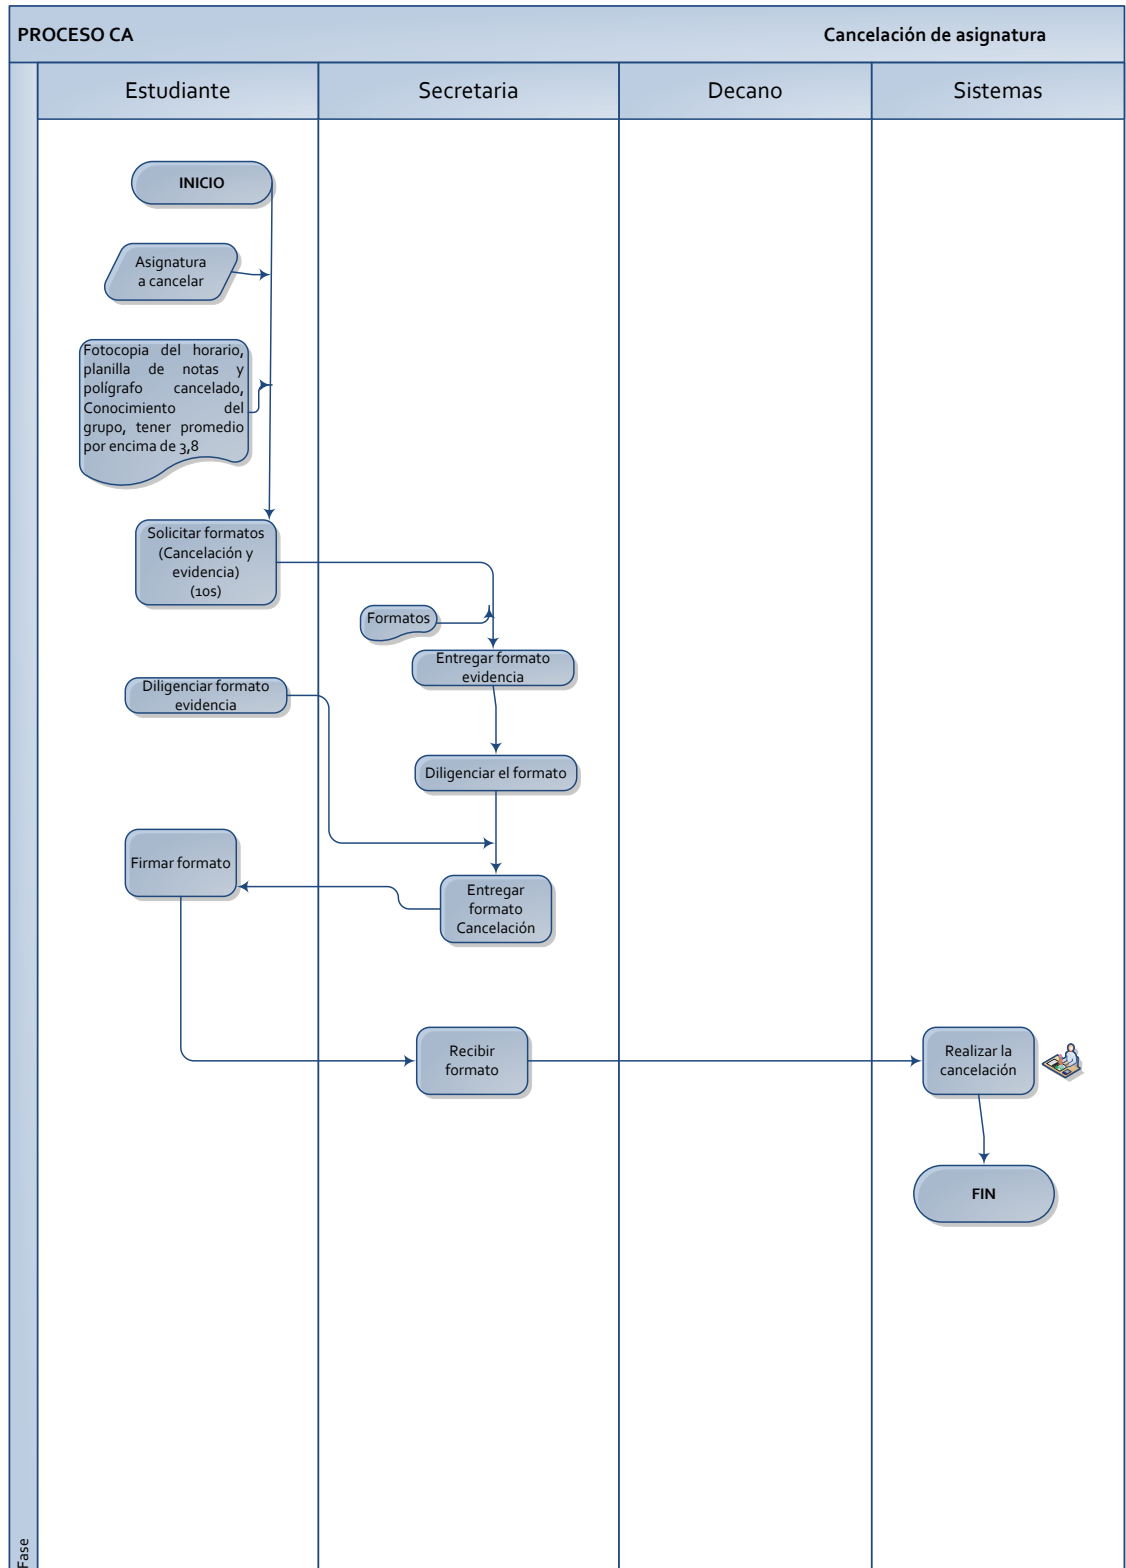 PROCESO CA
Cancelación de asignatura
Estudiante
Secretaria
Decano
Sistemas
INICIO
Asignatura
a cancelar
Fotocopia del horario,
planilla de notas y
polígrafo cancelado,
Conocimiento del
grupo, tener promedio
por encima de 3,8
Solicitar formatos
(Cancelación y
evidencia)
(10s)
Formatos
Entregar formato
evidencia
Diligenciar formato
evidencia
Diligenciar el formato
Firmar formato
Entregar
formato
Cancelación
Recibir
formato
Realizar la
cancelación
FIN
Fase